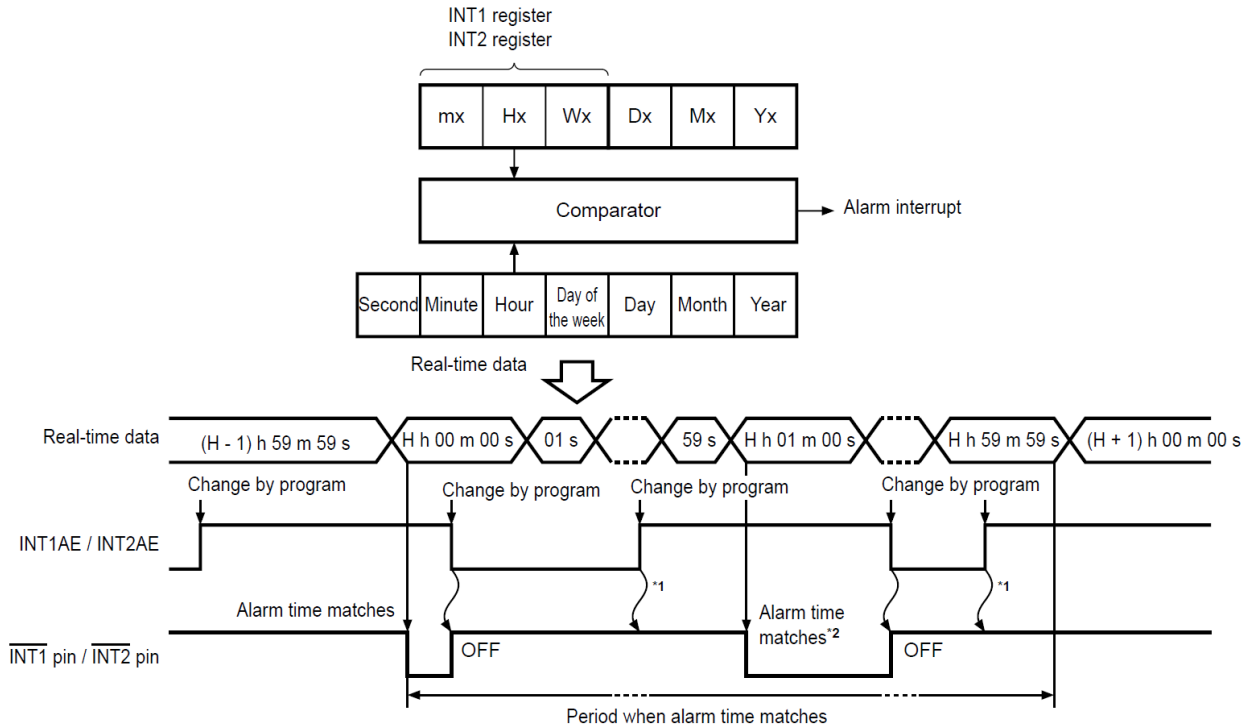 INT1 register
INT2 register
mx Hx Wx Dx Mx Yx
Comparator
Alarm interrupt
Second Minute Hour Day of the week Day Month Year
Real-time data
Real-time data
(H - 1) h 59 m 59 s
H h 00 m 00 s
01 s
59 s
H h 01 m 00 s
H h 59 m 59 s
(H + 1) h 00 m 00 s
Change by program
Change by program
Change by program
Change by program
INT1AE / INT2AE
*1
*1
Alarm time matches
Alarm time
matches*2
INT1 pin / INT2 pin
OFF
OFF
Period when alarm time matches